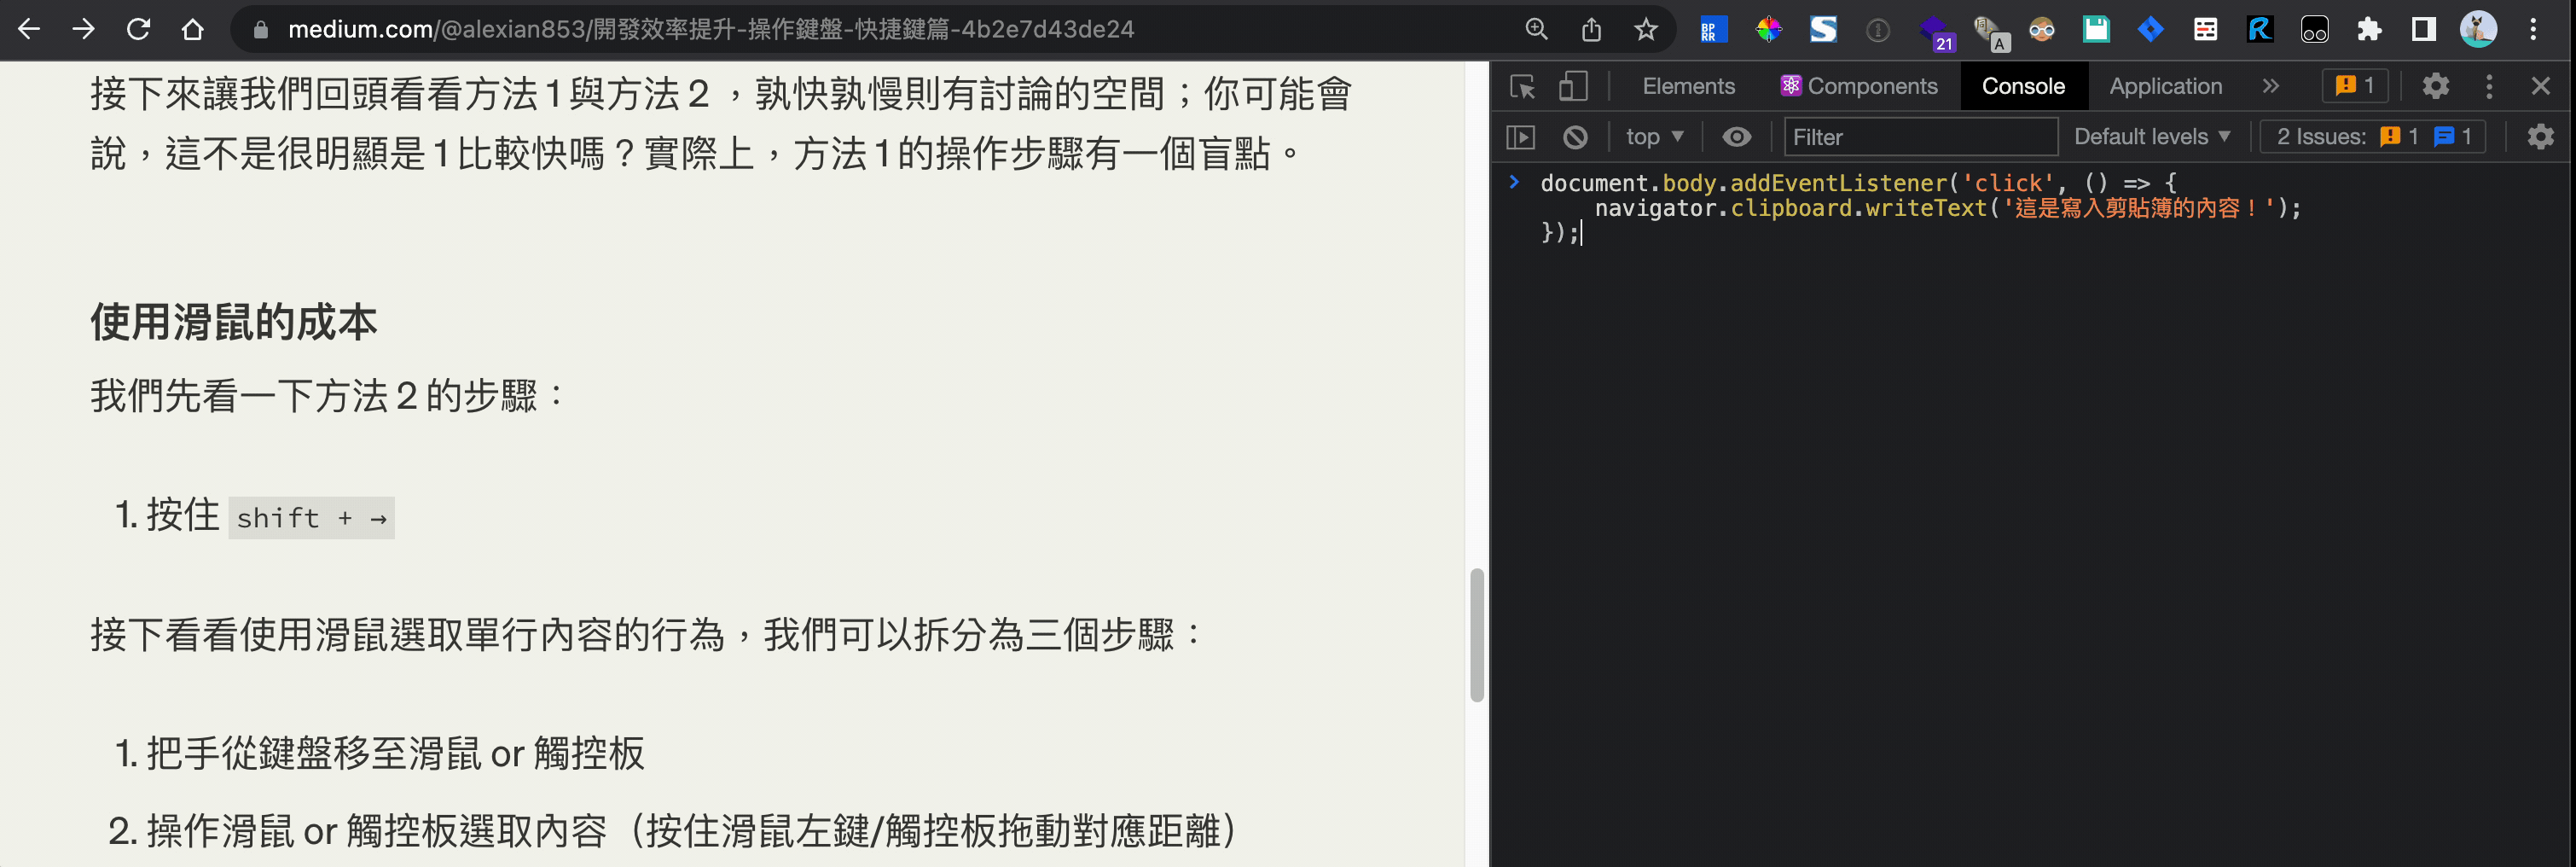 medium.com/@alexian853/開發效率提升-操作鍵盤-快捷鍵篇-4b2e7d43de24
BP
RR
21
A
接下來讓我們回頭看看方法 1 與方法 2 ，孰快孰慢則有討論的空間；你可能會
說，這不是很明顯是 1 比較快嗎？實際上，方法 1 的操作步驟有一個盲點。
使用滑鼠的成本
我們先看一下方法 2 的步驟：
1. 按住 shift + →
接下看看使用滑鼠選取單行內容的行為，我們可以拆分為三個步驟：
1. 把手從鍵盤移至滑鼠 or 觸控板
2. 操作滑鼠 or 觸控板選取內容（按住滑鼠左鍵/觸控板拖動對應距離）
Elements Components Console Application » 1
top ▼ Filter Default levels ▼ 2 Issues: 1 1
> document.body.addEventListener('click', () => {
navigator.clipboard.writeText('這是寫入剪貼簿的內容！');
});